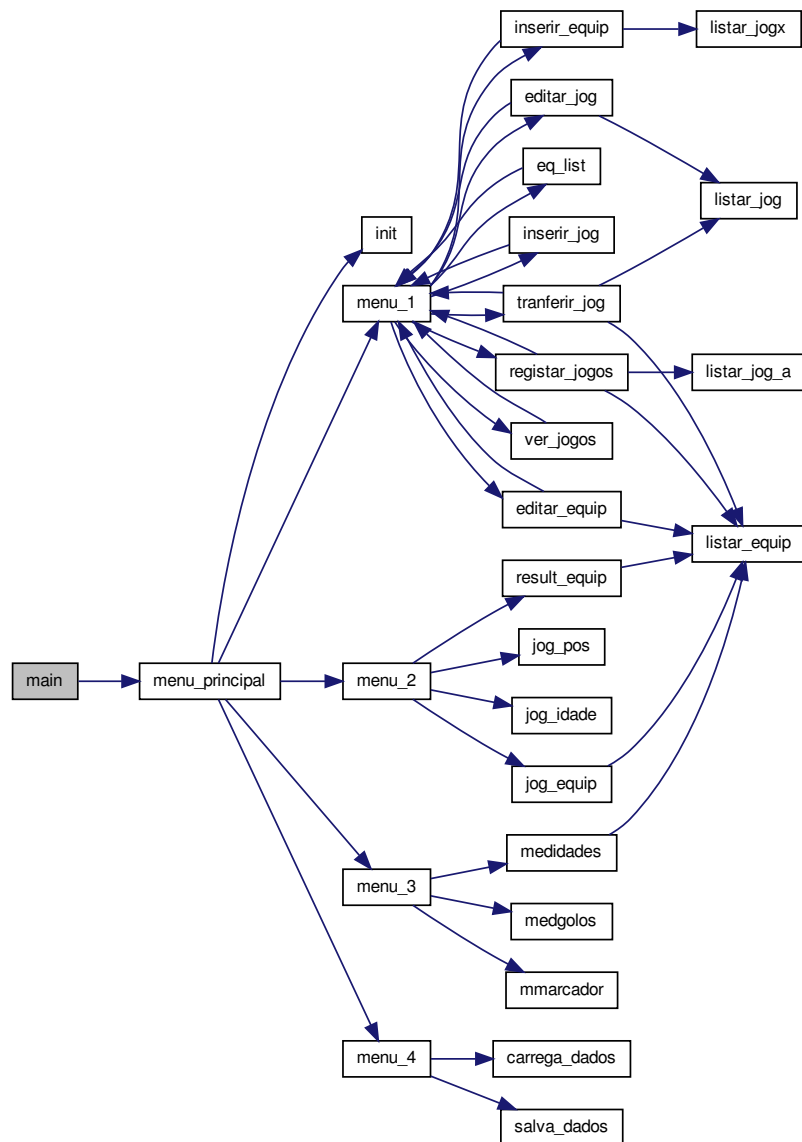 inserir_equip
listar_jogx
editar_jog
eq_list
listar_jog
init
inserir_jog
menu_1
tranferir_jog
registar_jogos
listar_jog_a
ver_jogos
editar_equip
listar_equip
result_equip
jog_pos
main
menu_principal
menu_2
jog_idade
jog_equip
medidades
menu_3
medgolos
mmarcador
menu_4
carrega_dados
salva_dados